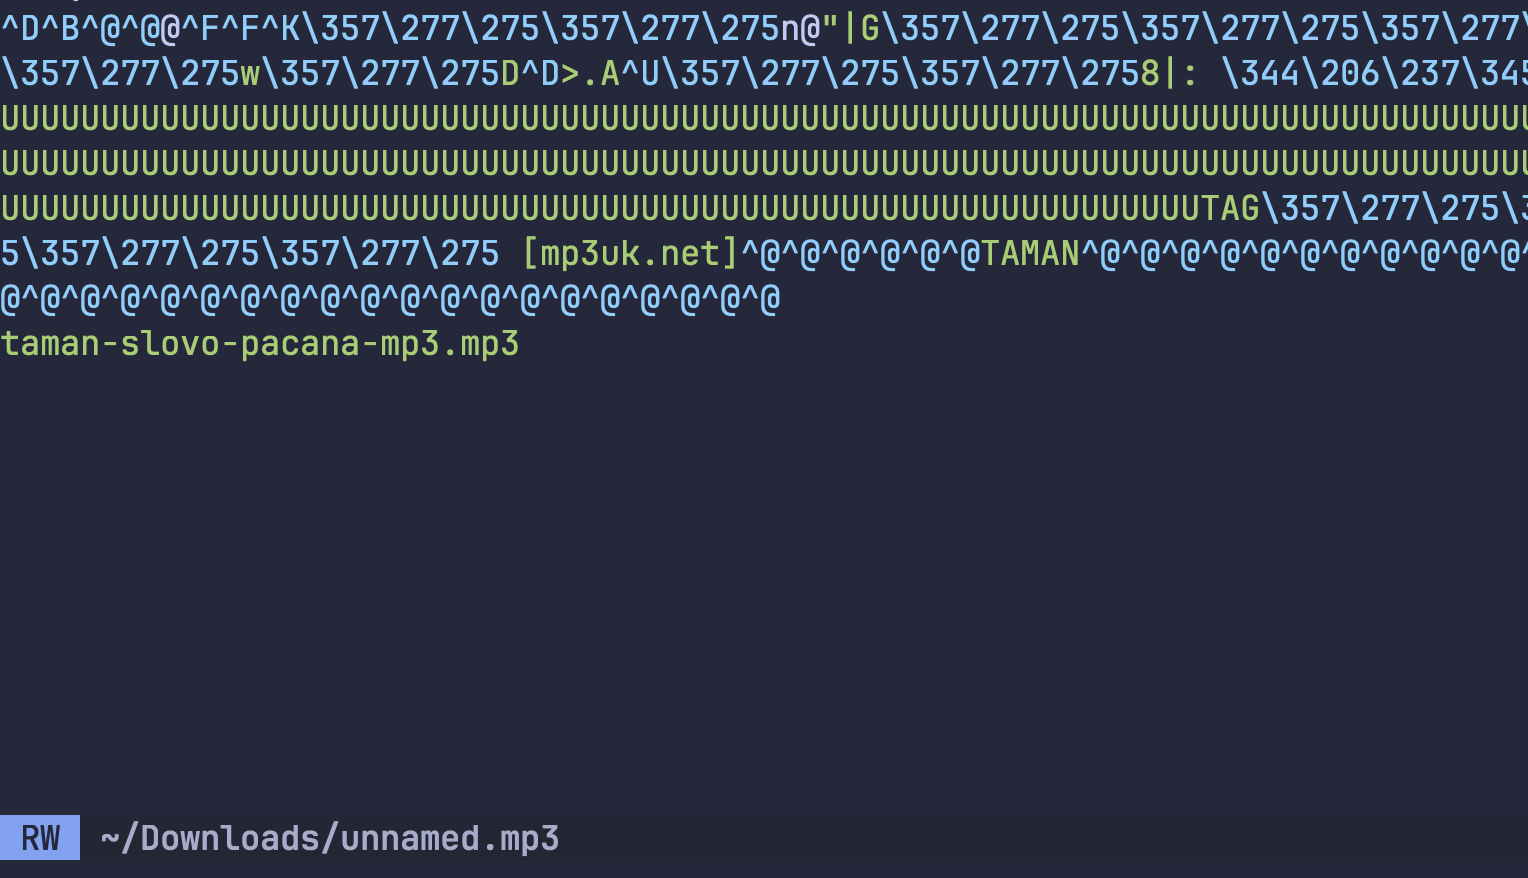 ^D^B^@^@@^F^F^K\357\277\275\357\277\275n@"|G\357\277\275\357\277\275\357\277\
\357\277\275w\357\277\275D^D>.A^U\357\277\275\357\277\2758|: \344\206\237\345
UUUUUUUUUUUUUUUUUUUUUUUUUUUUUUUUUUUUUUUUUUUUUUUUUUUUUUUUUUUUUUUUUUUUUUUUUUUUU
UUUUUUUUUUUUUUUUUUUUUUUUUUUUUUUUUUUUUUUUUUUUUUUUUUUUUUUUUUUUUUUUUUUUUUUUUUUUU
UUUUUUUUUUUUUUUUUUUUUUUUUUUUUUUUUUUUUUUUUUUUUUUUUUUUUUUUUUUUTAG\357\277\275\3
5\357\277\275\357\277\275 [mp3uk.net]^@^@^@^@^@^@TAMAN^@^@^@^@^@^@^@^@^@^@^@^
@^@^@^@^@^@^@^@^@^@^@^@^@^@^@^@^@^@^@^@
taman-slovo-pacana-mp3.mp3
RW ~/Downloads/unnamed.mp3